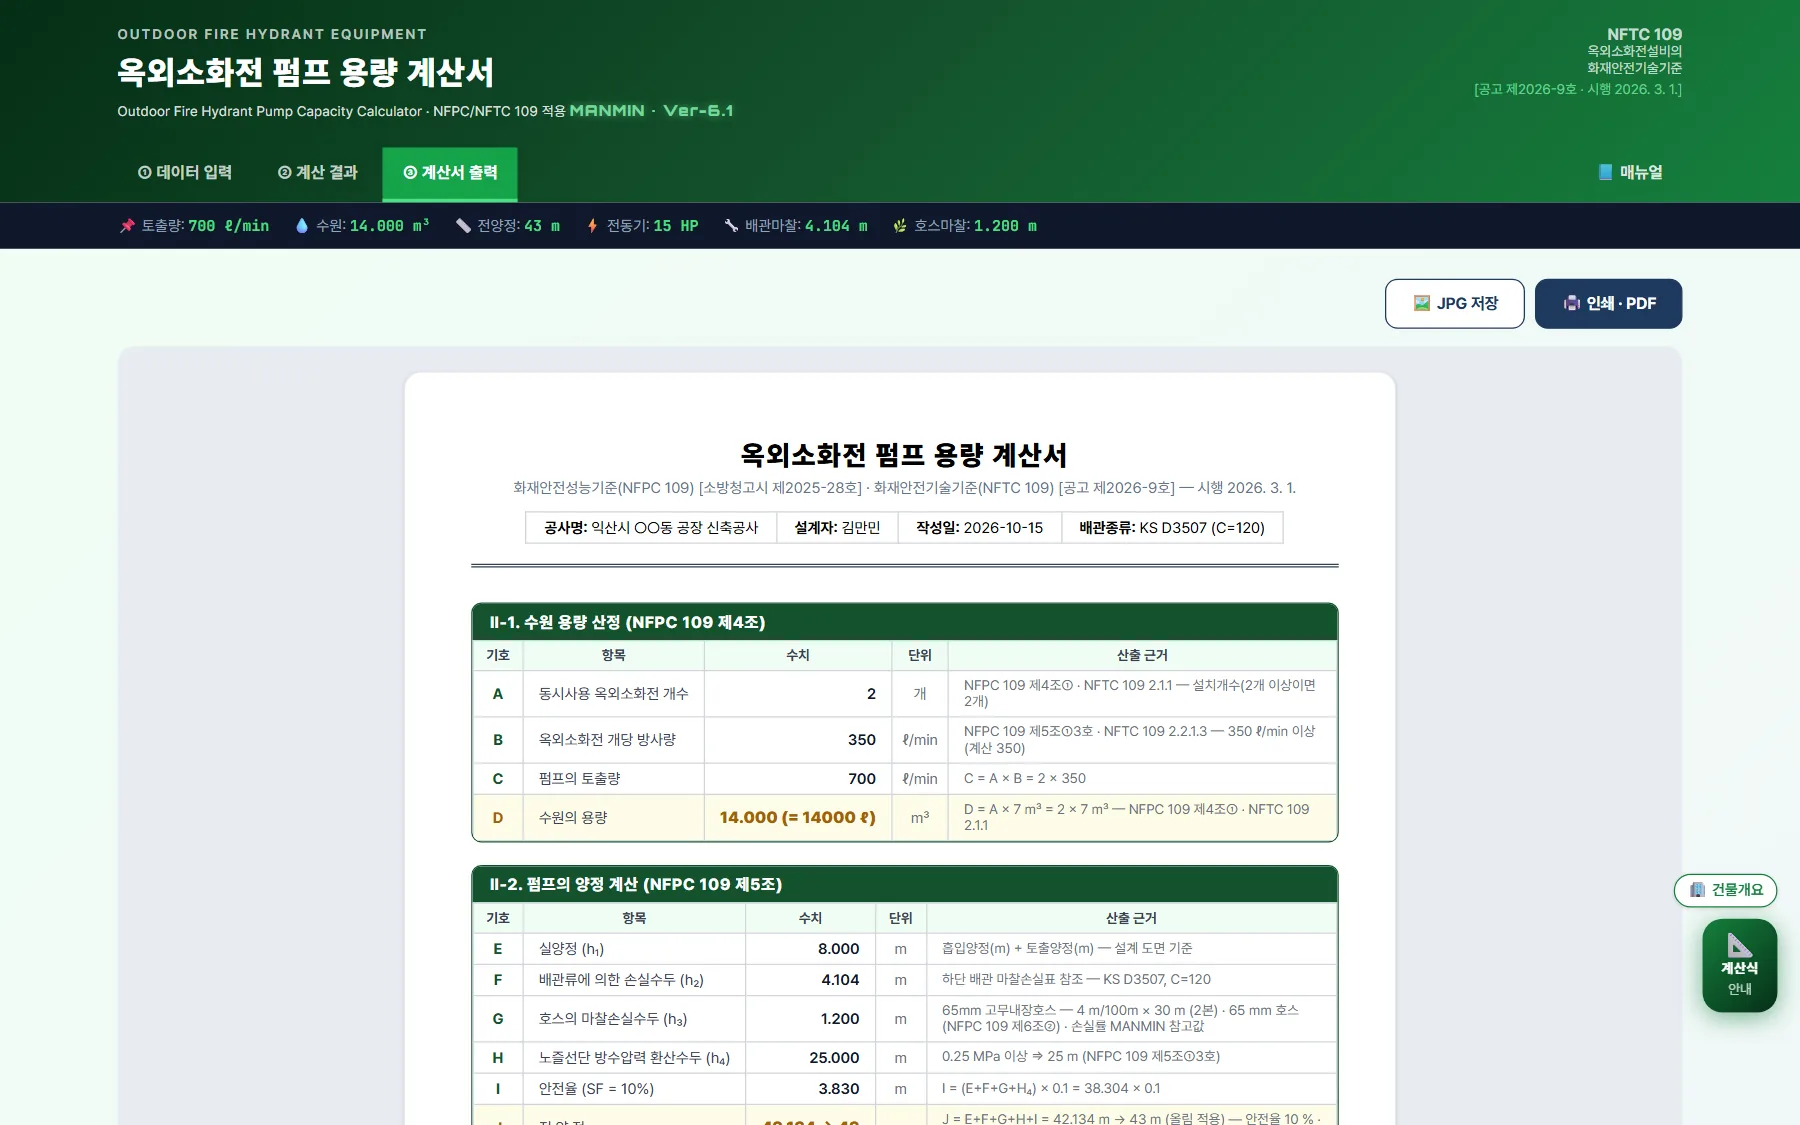 OUTDOOR FIRE HYDRANT EQUIPMENT
옥외소화전 펌프 용량 계산서
Outdoor Fire Hydrant Pump Capacity Calculator · NFPC/NFTC 109 적용 MANMIN · Ver-6.1
NFTC 109
옥외소화전설비의
화재안전기술기준
[공고 제2026-9호 · 시행 2026. 3. 1.]
① 데이터 입력 ② 계산 결과 ③ 계산서 출력 매뉴얼
토출량: 700 ℓ/min 수원: 14.000 m³ 전양정: 43 m 전동기: 15 HP 배관마찰: 4.104 m 호스마찰: 1.200 m
JPG 저장 인쇄 · PDF
옥외소화전 펌프 용량 계산서
화재안전성능기준(NFPC 109) [소방청고시 제2025-28호] · 화재안전기술기준(NFTC 109) [공고 제2026-9호] — 시행 2026. 3. 1.
공사명: 익산시 〇〇동 공장 신축공사 설계자: 김만민 작성일: 2026-10-15 배관종류: KS D3507 (C=120)
II-1. 수원 용량 산정 (NFPC 109 제4조)
기호 항목 수치 단위 산출 근거
A 동시사용 옥외소화전 개수 2 개 NFPC 109 제4조① · NFTC 109 2.1.1 — 설치개수(2개 이상이면
2개)
B 옥외소화전 개당 방사량 350 ℓ/min NFPC 109 제5조①3호 · NFTC 109 2.2.1.3 — 350 ℓ/min 이상
(계산 350)
C 펌프의 토출량 700 ℓ/min C = A × B = 2 × 350
D 수원의 용량 14.000 (= 14000 ℓ) m³ D = A × 7 m³ = 2 × 7 m³ — NFPC 109 제4조① · NFTC 109
2.1.1
II-2. 펌프의 양정 계산 (NFPC 109 제5조)
기호 항목 수치 단위 산출 근거
E 실양정 (h₁) 8.000 m 흡입양정(m) + 토출양정(m) — 설계 도면 기준
F 배관류에 의한 손실수두 (h₂) 4.104 m 하단 배관 마찰손실표 참조 — KS D3507, C=120
G 호스의 마찰손실수두 (h₃) 1.200 m 65mm 고무내장호스 — 4 m/100m × 30 m (2본) · 65 mm 호스
(NFPC 109 제6조②) · 손실률 MANMIN 참고값
H 노즐선단 방수압력 환산수두 (h₄) 25.000 m 0.25 MPa 이상 ⇒ 25 m (NFPC 109 제5조①3호)
I 안전율 (SF = 10%) 3.830 m I = (E+F+G+H₄) × 0.1 = 38.304 × 0.1
J = E+F+G+H+I = 42.134 m → 43 m (올림 적용) — 안전율 10 % ·
건물개요
계산식
안내